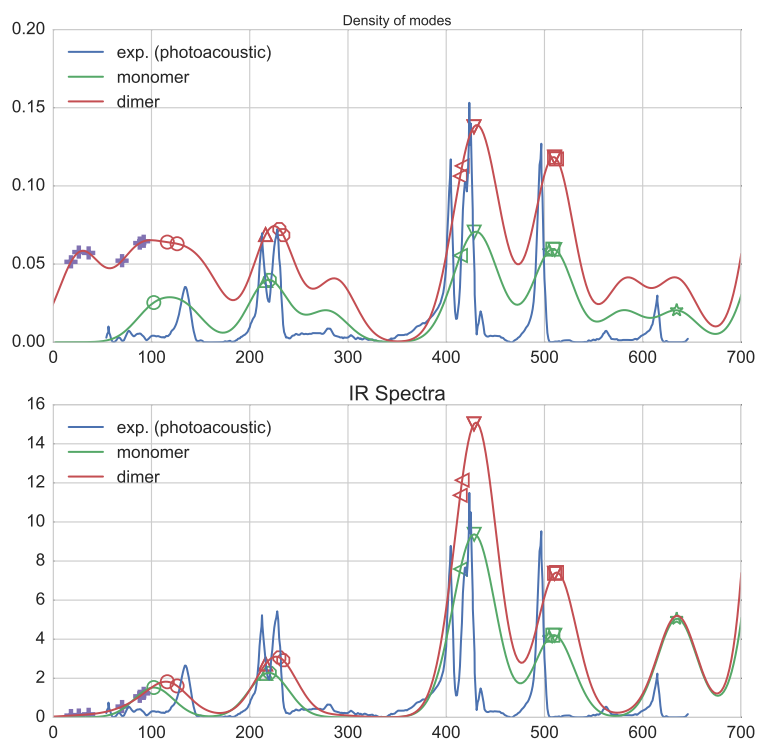 Density of modes
0.20
exp. (photoacoustic)
monomer
0.15
dimer
0.10
0.05
0.00
0 100 200 300 400 500 600 700
IR Spectra
16
exp. (photoacoustic)
14
monomer
dimer
12
10
8
6
4
2
0
0 100 200 300 400 500 600 700